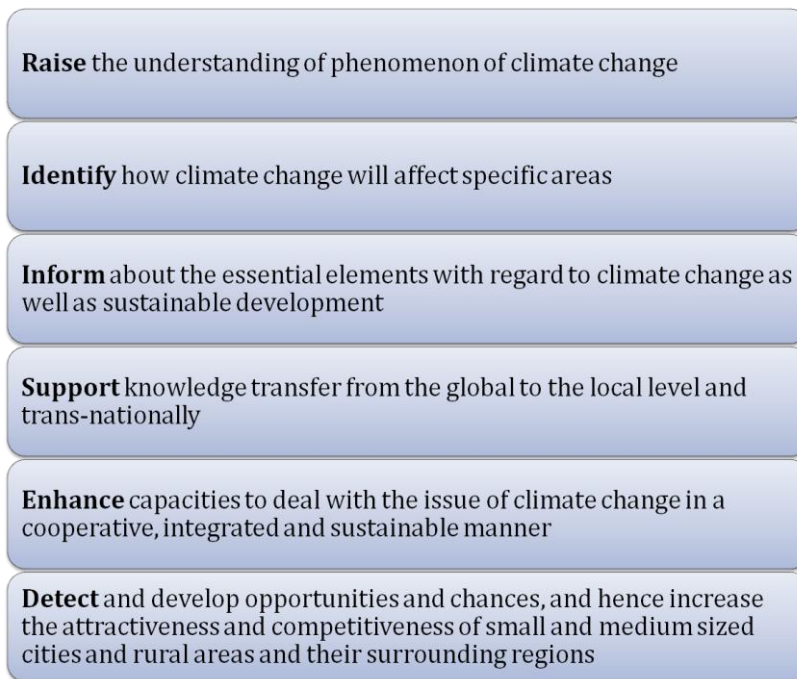 Raise the understanding of phenomenon of climate change
Identify how climate change will affect specific areas
Inform about the essential elements with regard to climate change as
well as sustainable development
Support knowledge transfer from the global to the local level and
trans-nationally
Enhance capacities to deal with the issue of climate change in a
cooperative, integrated and sustainable manner
Detect and develop opportunities and chances, and hence increase
the attractiveness and competitiveness of small and medium sized
cities and rural areas and their surrounding regions